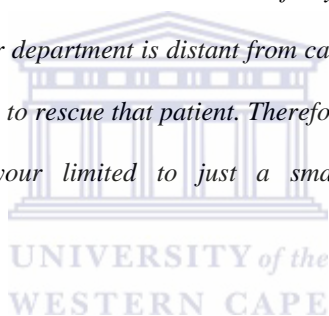 r department is distant from ca
to rescue that patient. Therefo
your limited to just a sma
UNIVERSITY of the
WESTERN CAPE